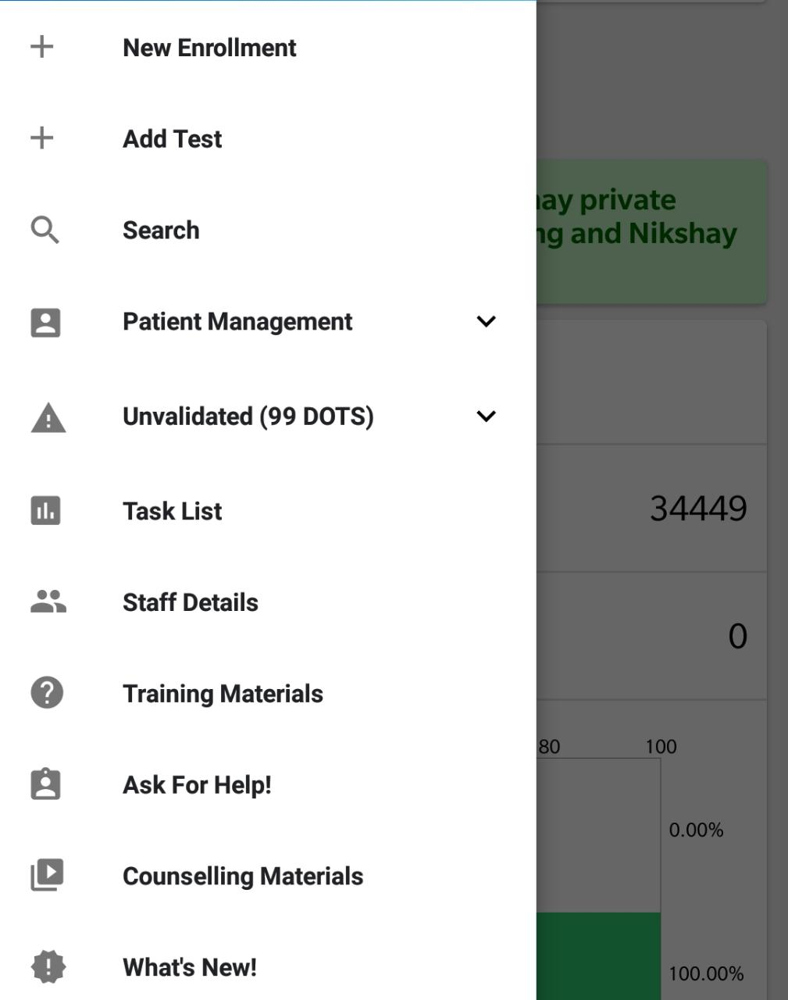 New Enrollment
Add Test
Search
Patient Management
Unvalidated (99 DOTS)
Task List
Staff Details
Training Materials
Ask For Help!
Counselling Materials
What's New!
ay private
ng and Nikshay
34449
0
80 100
0.00%
100.00%